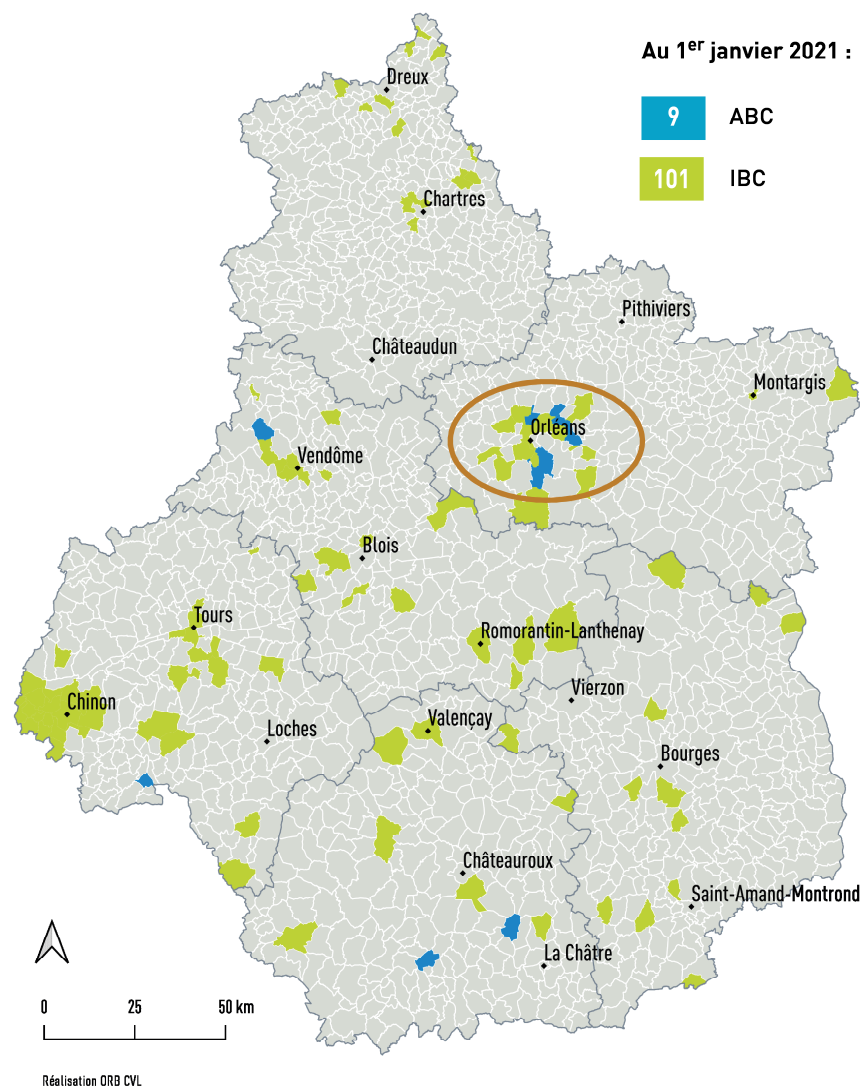 Au 1er janvier 2021 :
9 ABC
101 IBC
Dreux
Chartres
Pithiviers
Châteaudun
Montargis
Orléans
Vendôme
Blois
Tours
Romorantin-Lanthenay
Vierzon
Chinon
Valençay
Loches
Bourges
Châteauroux
Saint-Amand-Montrond
La Châtre
0 25 50 km
Réalisation ORB CVL